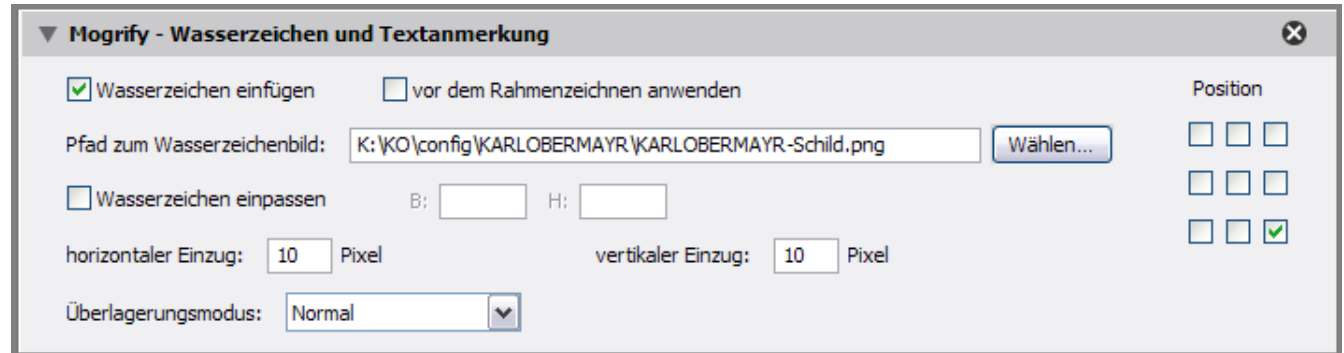 Mogrify - Wasserzeichen und Textanmerkung
Wasserzeichen einfügen vor dem Rahmenzeichnen anwenden Position
Pfad zum Wasserzeichenbild: K:\KO\config\KARLOBERMAYR\KARLOBERMAYR-Schild.png Wählen...
Wasserzeichen einpassen B: H:
horizontaler Einzug: 10 Pixel vertikaler Einzug: 10 Pixel
Überlagerungsmodus: Normal